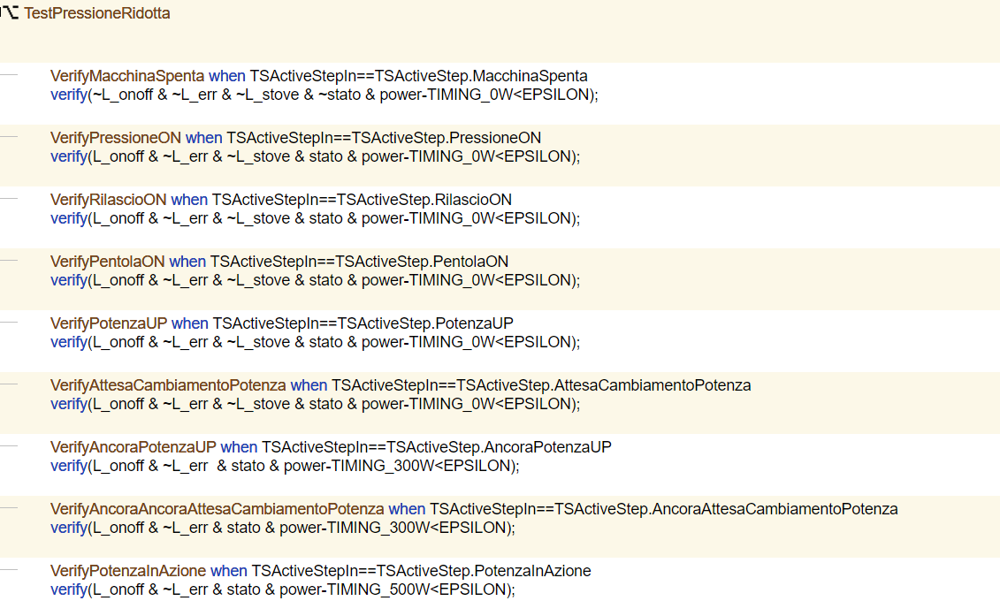 TestPressioneRidotta
VerifyMacchinaSpenta when TSActiveStepIn==TSActiveStep.MacchinaSpenta
verify(~L_onoff & ~L_err & ~L_stove & ~stato & power-TIMING_0W<EPSILON);
VerifyPressioneON when TSActiveStepIn==TSActiveStep.PressioneON
verify(L_onoff & ~L_err & ~L_stove & stato & power-TIMING_0W<EPSILON);
VerifyRilascioON when TSActiveStepIn==TSActiveStep.RilascioON
verify(L_onoff & ~L_err & ~L_stove & stato & power-TIMING_0W<EPSILON);
VerifyPentolaON when TSActiveStepIn==TSActiveStep.PentolaON
verify(L_onoff & ~L_err & ~L_stove & stato & power-TIMING_0W<EPSILON);
VerifyPotenzaUP when TSActiveStepIn==TSActiveStep.PotenzaUP
verify(L_onoff & ~L_err & ~L_stove & stato & power-TIMING_0W<EPSILON);
VerifyAttesaCambiamentoPotenza when TSActiveStepIn==TSActiveStep.AttesaCambiamentoPotenza
verify(L_onoff & ~L_err & ~L_stove & stato & power-TIMING_0W<EPSILON);
VerifyAncoraPotenzaUP when TSActiveStepIn==TSActiveStep.AncoraPotenzaUP
verify(L_onoff & ~L_err  & stato & power-TIMING_300W<EPSILON);
VerifyAncoraAncoraAttesaCambiamentoPotenza when TSActiveStepIn==TSActiveStep.AncoraAttesaCambiamentoPotenza
verify(L_onoff & ~L_err & stato & power-TIMING_300W<EPSILON);
VerifyPotenzaInAzione when TSActiveStepIn==TSActiveStep.PotenzaInAzione
verify(L_onoff & ~L_err & stato & power-TIMING_500W<EPSILON);